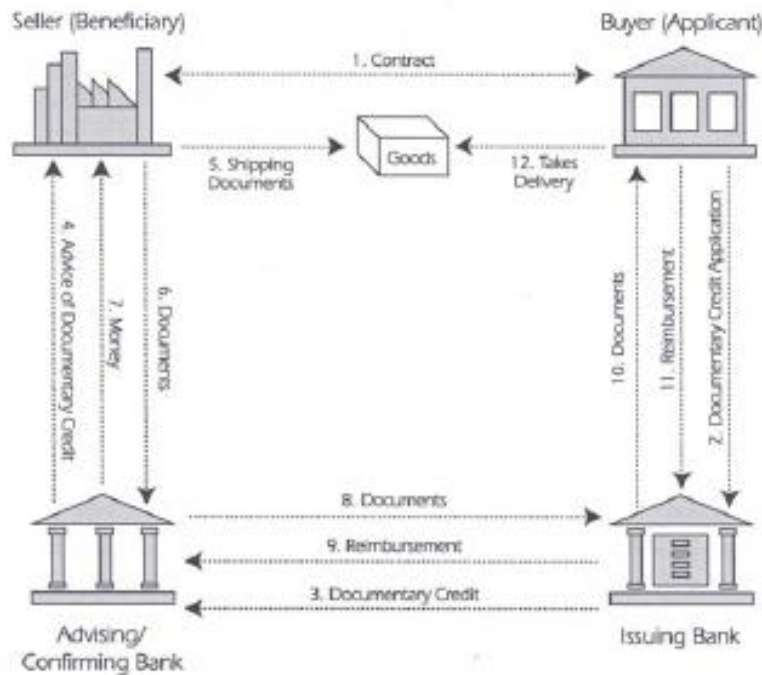 Seller (Beneficiary)
Buyer (Applicant)
1. Contract
Goods
5. Shipping
Documents
12. Takes
Delivery
4. Advice of Documentary Credit
7. Money
6. Documents
10. Documents
11. Reimbursement
2. Documentary Credit Application
8. Documents
9. Reimbursement
3. Documentary Credit
Advising/
Confirming Bank
Issuing Bank